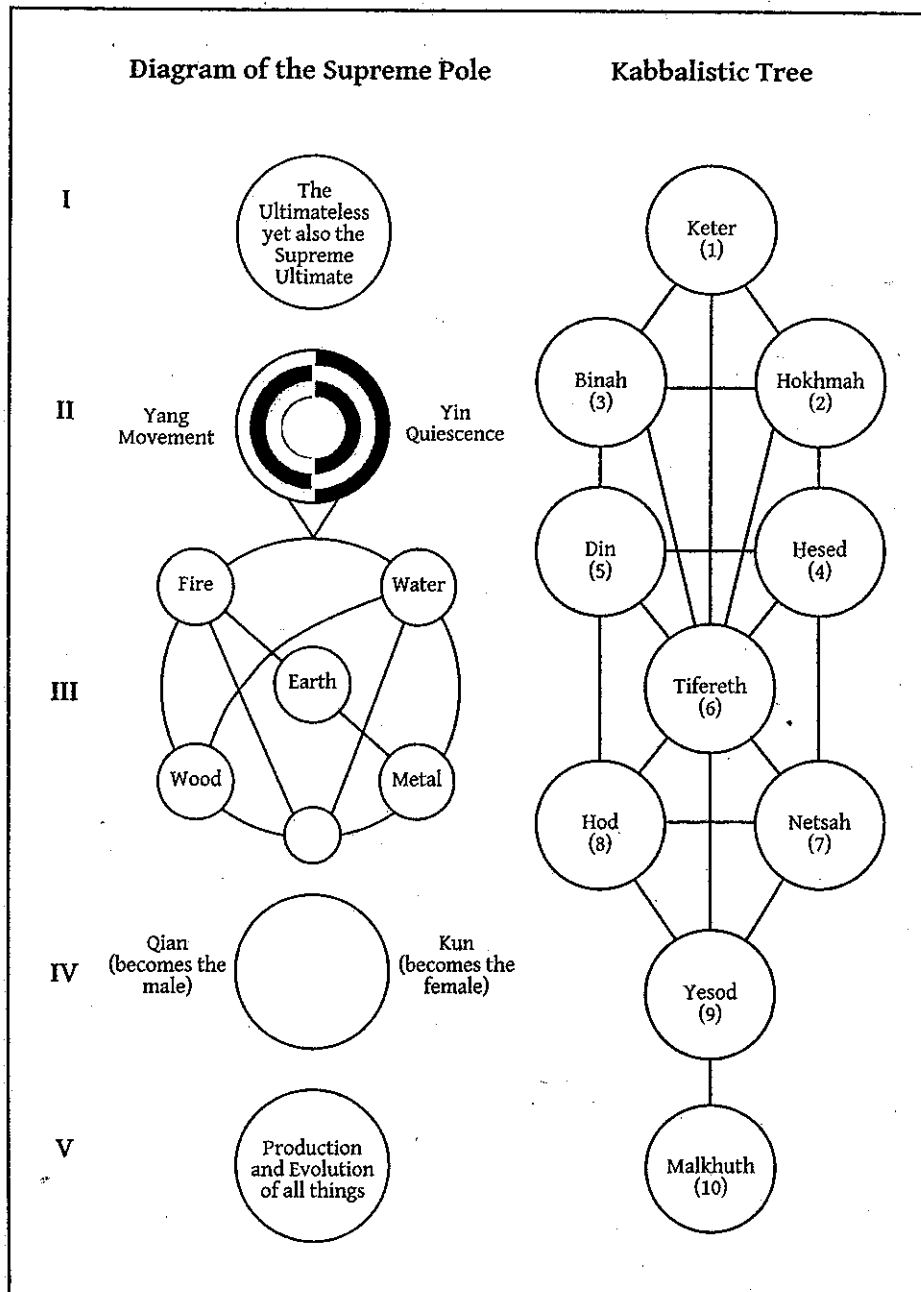 Diagram of the Supreme Pole
Kabbalistic Tree
I
The
Ultimateless
yet also the
Supreme
Ultimate
II
Yang
Movement
Yin
Quiescence
III
Fire
Water
Earth
Wood
Metal
IV
Qian
(becomes the
male)
Kun
(becomes the
female)
V
Production
and Evolution
of all things
Keter
(1)
Binah
(3)
Hokhmah
(2)
Din
(5)
Hesed
(4)
Tifereth
(6)
Hod
(8)
Netsah
(7)
Yesod
(9)
Malkhuth
(10)